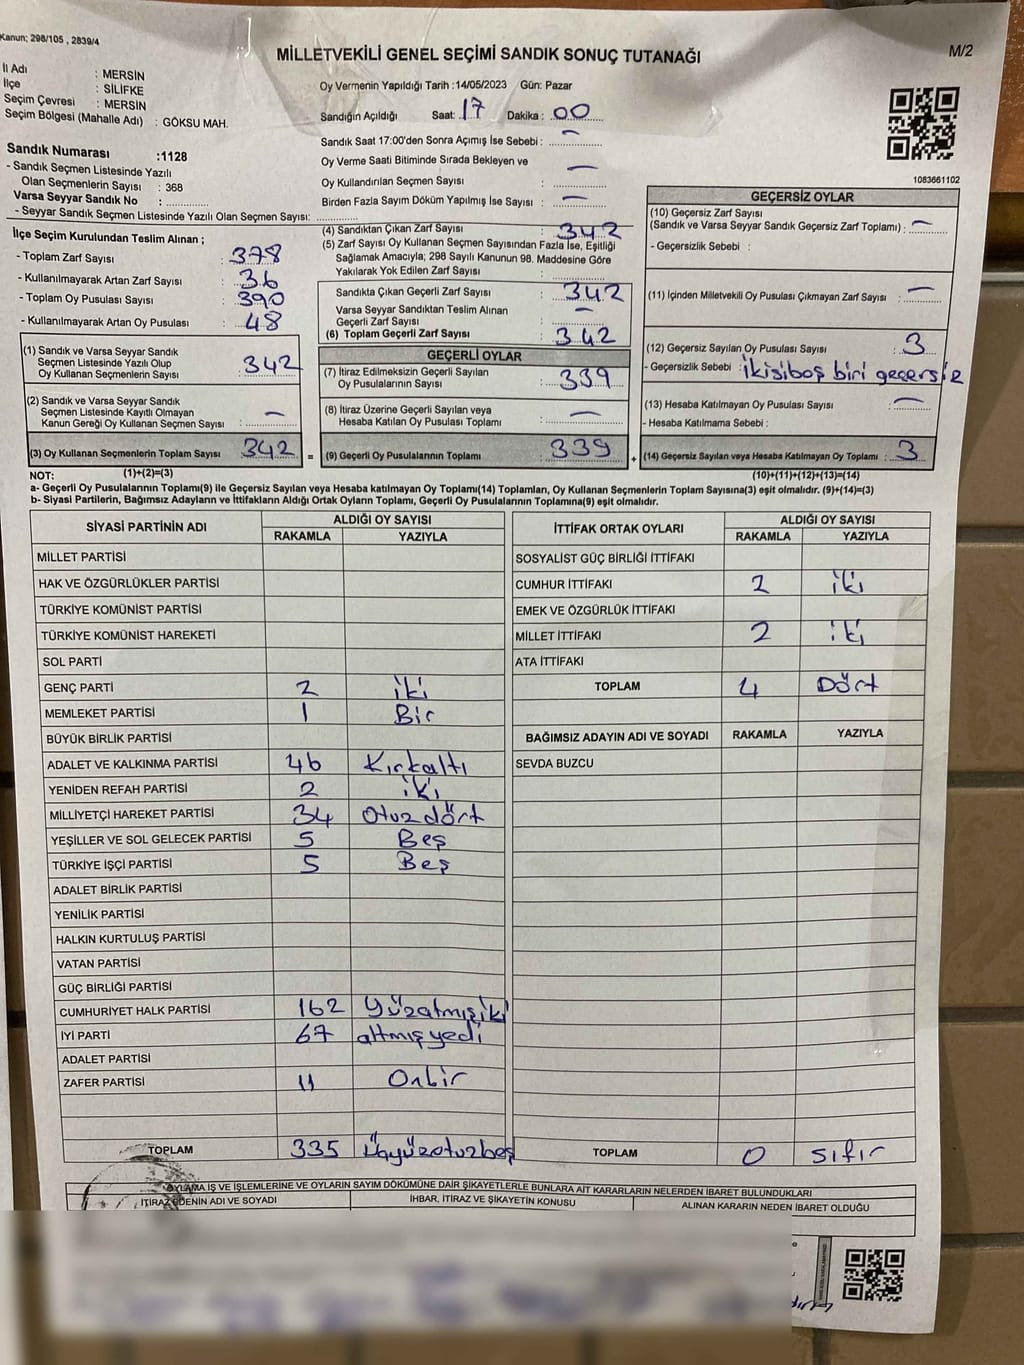 Kanun; 298/105 , 2839/4
MİLLETVEKİLİ GENEL SEÇİMİ SANDIK SONUÇ TUTANAĞI
M/2
İl Adı : MERSİN
İlçe : SİLİFKE
Seçim Çevresi : MERSİN
Seçim Bölgesi (Mahalle Adı) : GÖKSU MAH.
Sandık Numarası :1128
- Sandık Seçmen Listesinde Yazılı
Olan Seçmenlerin Sayısı : 368
Varsa Seyyar Sandık No :
- Seyyar Sandık Seçmen Listesinde Yazılı Olan Seçmen Sayısı:
Oy Vermenin Yapıldığı Tarih :14/05/2023 Gün: Pazar
Sandığın Açıldığı Saat: 17 Dakika : 00
Sandık Saat 17:00'den Sonra Açımış İse Sebebi : –
Oy Verme Saati Bitiminde Sırada Bekleyen ve –
Oy Kullandırılan Seçmen Sayısı :
Birden Fazla Sayım Döküm Yapılmış İse Sayısı : –
1083661102
İlçe Seçim Kurulundan Teslim Alınan ;
- Toplam Zarf Sayısı : 378
- Kullanılmayarak Artan Zarf Sayısı : 36
- Toplam Oy Pusulası Sayısı : 390
- Kullanılmayarak Artan Oy Pusulası : 48
(1) Sandık ve Varsa Seyyar Sandık
Seçmen Listesinde Yazılı Olup
Oy Kullanan Seçmenlerin Sayısı : 342
(2) Sandık ve Varsa Seyyar Sandık
Seçmen Listesinde Kayıtlı Olmayan
Kanun Gereği Oy Kullanan Seçmen Sayısı : –
(3) Oy Kullanan Seçmenlerin Toplam Sayısı : 342 =
(1)+(2)=(3)
(4) Sandıktan Çıkan Zarf Sayısı : 342
(5) Zarf Sayısı Oy Kullanan Seçmen Sayısından Fazla İse, Eşitliği
Sağlamak Amacıyla; 298 Sayılı Kanunun 98. Maddesine Göre
Yakılarak Yok Edilen Zarf Sayısı :
Sandıkta Çıkan Geçerli Zarf Sayısı : 342
Varsa Seyyar Sandıktan Teslim Alınan
Geçerli Zarf Sayısı : –
(6) Toplam Geçerli Zarf Sayısı : 342
GEÇERLİ OYLAR
(7) İtiraz Edilmeksizin Geçerli Sayılan
Oy Pusulalarının Sayısı : 339
(8) İtiraz Üzerine Geçerli Sayılan veya
Hesaba Katılan Oy Pusulası Toplamı : –
(9) Geçerli Oy Pusulalarının Toplamı : 339 +
GEÇERSİZ OYLAR
(10) Geçersiz Zarf Sayısı
(Sandık ve Varsa Seyyar Sandık Geçersiz Zarf Toplamı) : –
- Geçersizlik Sebebi :
(11) İçinden Milletvekili Oy Pusulası Çıkmayan Zarf Sayısı : –
(12) Geçersiz Sayılan Oy Pusulası Sayısı : 3
- Geçersizlik Sebebi : ikisi boş biri geçersiz
(13) Hesaba Katılmayan Oy Pusulası Sayısı : –
- Hesaba Katılmama Sebebi :
(14) Geçersiz Sayılan veya Hesaba Katılmayan Oy Toplamı : 3
(10)+(11)+(12)+(13)=(14)
NOT:
a- Geçerli Oy Pusulalarının Toplamı(9) ile Geçersiz Sayılan veya Hesaba katılmayan Oy Toplamı(14) Toplamları, Oy Kullanan Seçmenlerin Toplam Sayısına(3) eşit olmalıdır. (9)+(14)=(3)
b- Siyasi Partilerin, Bağımsız Adayların ve İttifakların Aldığı Ortak Oyların Toplamı, Geçerli Oy Pusulalarının Toplamına(9) eşit olmalıdır.
SİYASİ PARTİNİN ADI ALDIĞI OY SAYISI
RAKAMLA YAZIYLA
MİLLET PARTİSİ
HAK VE ÖZGÜRLÜKLER PARTİSİ
TÜRKİYE KOMÜNİST PARTİSİ
TÜRKİYE KOMÜNİST HAREKETİ
SOL PARTİ
GENÇ PARTİ 2 iki
MEMLEKET PARTİSİ 1 Bir
BÜYÜK BİRLİK PARTİSİ
ADALET VE KALKINMA PARTİSİ 46 Kırkaltı
YENİDEN REFAH PARTİSİ 2 iki
MİLLİYETÇİ HAREKET PARTİSİ 34 Otuzdört
YEŞİLLER VE SOL GELECEK PARTİSİ 5 Beş
TÜRKİYE İŞÇİ PARTİSİ 5 Beş
ADALET BİRLİK PARTİSİ
YENİLİK PARTİSİ
HALKIN KURTULUŞ PARTİSİ
VATAN PARTİSİ
GÜÇ BİRLİĞİ PARTİSİ
CUMHURİYET HALK PARTİSİ 162 Yüzatmışiki
İYİ PARTİ 67 altmışyedi
ADALET PARTİSİ
ZAFER PARTİSİ 11 Onbir
TOPLAM 335 Üçyüzotuzbeş
İTTİFAK ORTAK OYLARI ALDIĞI OY SAYISI
RAKAMLA YAZIYLA
SOSYALİST GÜÇ BİRLİĞİ İTTİFAKI
CUMHUR İTTİFAKI 2 iki
EMEK VE ÖZGÜRLÜK İTTİFAKI
MİLLET İTTİFAKI 2 iki
ATA İTTİFAKI
TOPLAM 4 Dört
BAĞIMSIZ ADAYIN ADI VE SOYADI RAKAMLA YAZIYLA
SEVDA BUZCU
TOPLAM 0 sıfır
OYLAMA İŞ VE İŞLEMLERİNE VE OYLARIN SAYIM DÖKÜMÜNE DAİR ŞİKAYETLERLE BUNLARA AİT KARARLARIN NELERDEN İBARET BULUNDUKLARI
İTİRAZ EDENİN ADI VE SOYADI İHBAR, İTİRAZ VE ŞİKAYETİN KONUSU ALINAN KARARIN NEDEN İBARET OLDUĞU